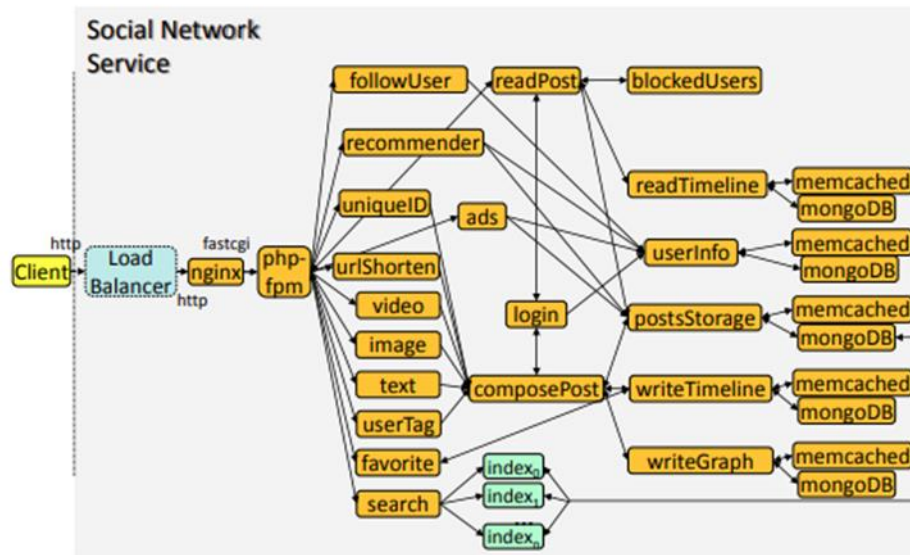 Social Network
Service
followUser
readPost
blockedUsers
recommender
readTimeline
memcached
mongoDB
uniqueID
ads
http
fastcgi
userInfo
memcached
mongoDB
Client
Load
Balancer
nginx
php-
fpm
urlShorten
http
video
login
postsStorage
memcached
mongoDB
image
text
composePost
writeTimeline
memcached
mongoDB
userTag
favorite
index₀
writeGraph
memcached
mongoDB
search
index₁
...
indexₙ